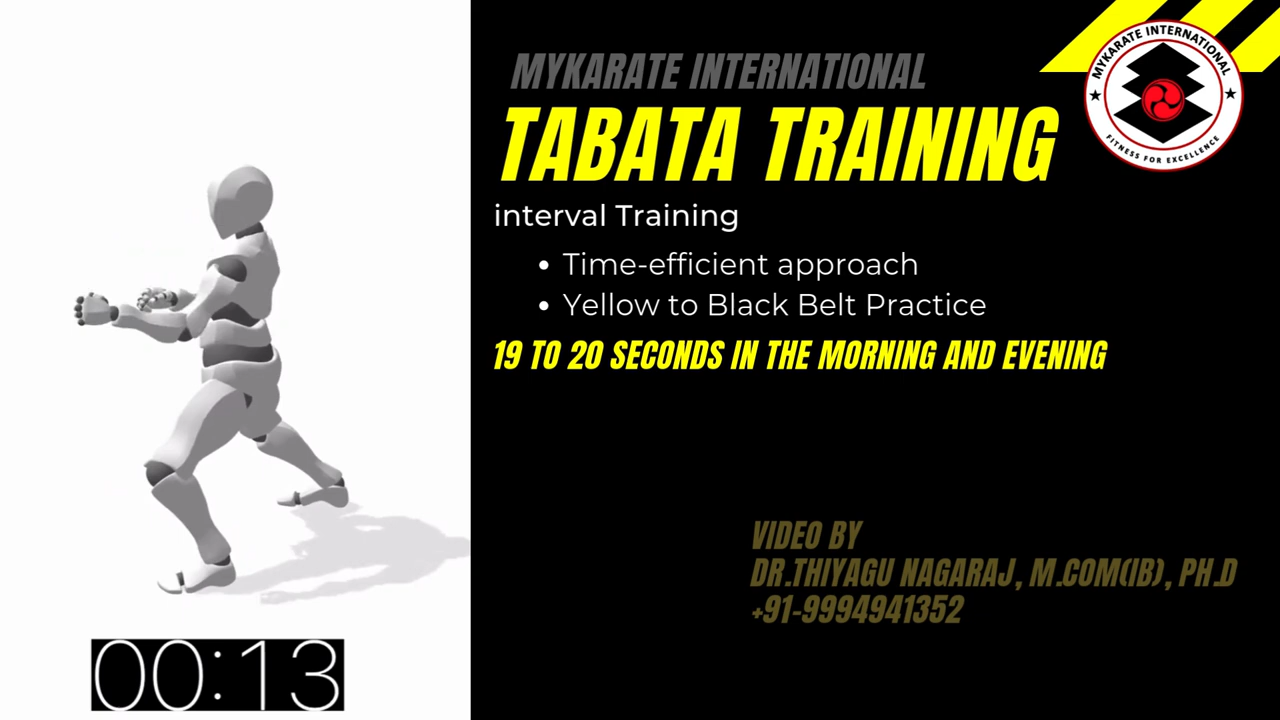 MYKARATE INTERNATIONAL
TABATA TRAINING
interval Training
• Time-efficient approach
• Yellow to Black Belt Practice
19 TO 20 SECONDS IN THE MORNING AND EVENING
MYKARATE INTERNATIONAL
FITNESS FOR EXCELLENCE
VIDEO BY
DR.THIYAGU NAGARAJ, M.COM(IB), PH.D
+91-9994941352
00:13